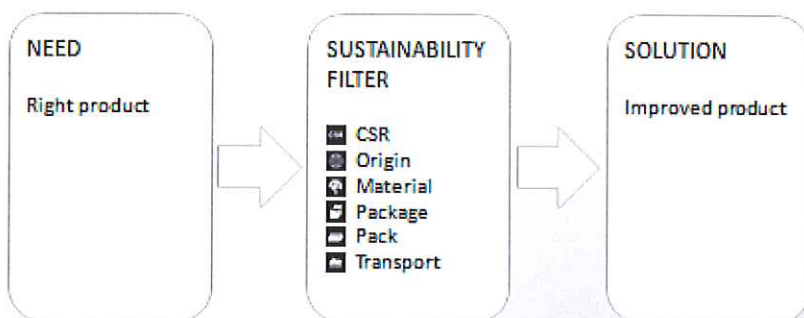 NEED
Right product
SUSTAINABILITY
FILTER
CSR
Origin
Material
Package
Pack
Transport
SOLUTION
Improved product